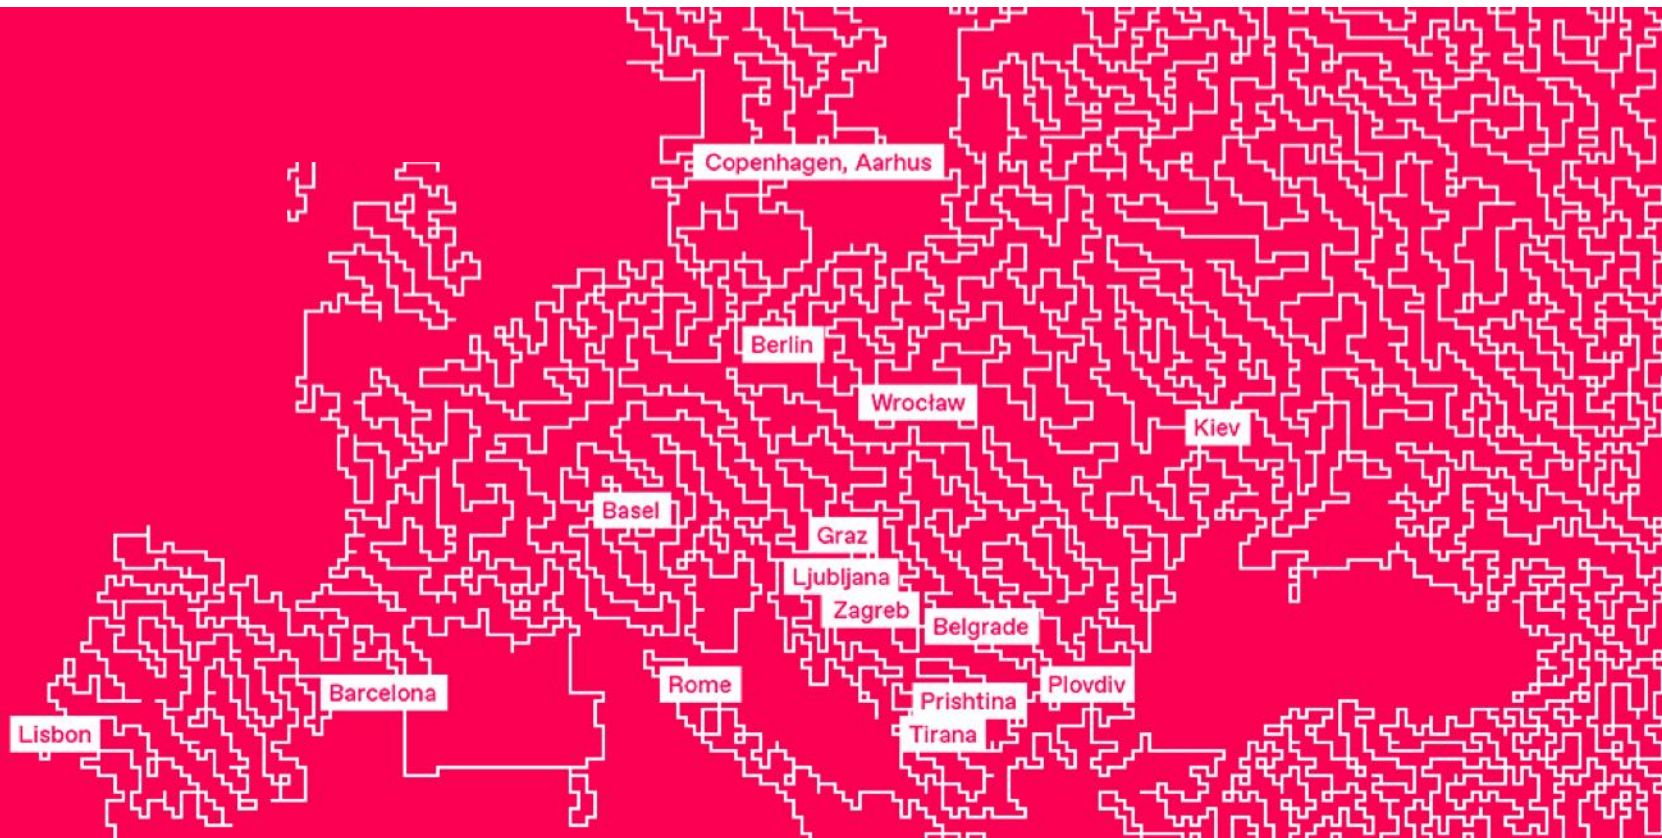 Copenhagen, Aarhus
Berlin
Wrocław
Kiev
Basel
Graz
Ljubljana
Zagreb
Belgrade
Rome
Plovdiv
Barcelona
Prishtina
Lisbon
Tirana